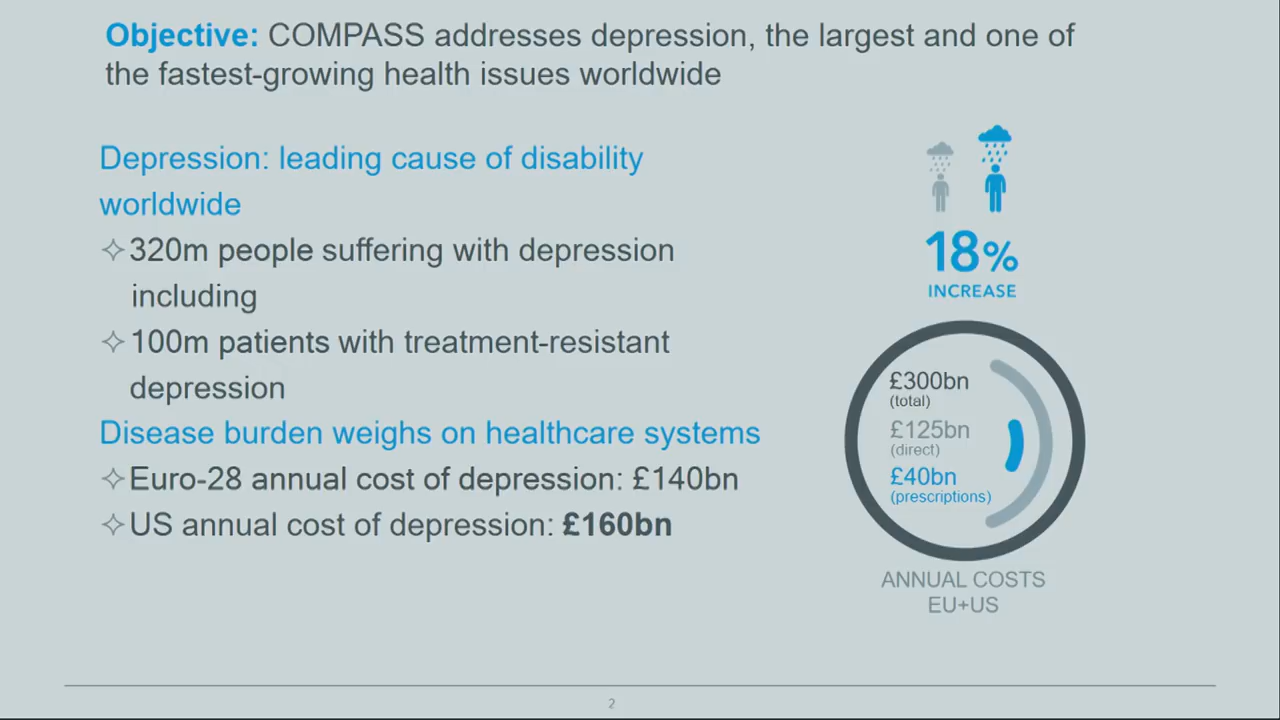 Objective: COMPASS addresses depression, the largest and one of
the fastest-growing health issues worldwide
Depression: leading cause of disability
worldwide
✧320m people suffering with depression
including
✧100m patients with treatment-resistant
depression
Disease burden weighs on healthcare systems
✧Euro-28 annual cost of depression: £140bn
✧US annual cost of depression: £160bn
18%
INCREASE
£300bn
(total)
£125bn
(direct)
£40bn
(prescriptions)
ANNUAL COSTS
EU+US
2